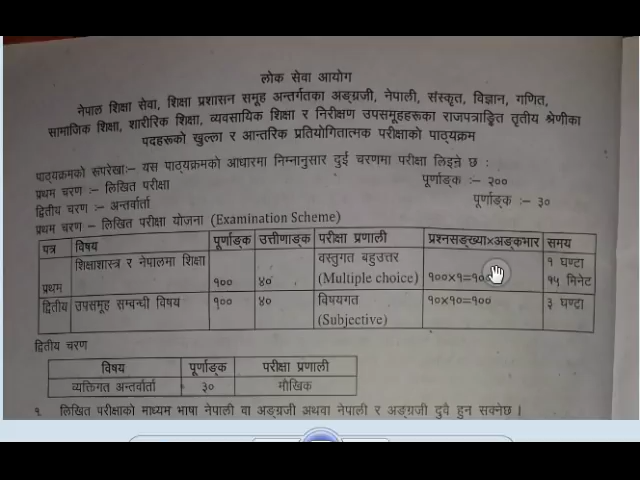 लोक सेवा आयोग
नेपाल शिक्षा सेवा, शिक्षा प्रशासन समूह अन्तर्गतका अङ्ग्रजी, नेपाली, संस्कृत, विज्ञान, गणित,
सामाजिक शिक्षा, शारीरिक शिक्षा, व्यवसायिक शिक्षा र निरीक्षण उपसमूहहरूका राजपत्राङ्कित तृतीय श्रेणीका
पदहरूको खुल्ला र आन्तरिक प्रतियोगितात्मक परीक्षाको पाठ्यक्रम
पाठ्यक्रमको रूपरेखा:– यस पाठ्यक्रमको आधारमा निम्नानुसार दुई चरणमा परीक्षा लिइने छ :
प्रथम चरण :– लिखित परीक्षा पूर्णाङ्क :– २००
द्वितीय चरण :– अन्तर्वार्ता पूर्णाङ्क :– ३०
प्रथम चरण – लिखित परीक्षा योजना (Examination Scheme)
पत्र विषय पूर्णाङ्क उत्तीणाङ्क परीक्षा प्रणाली प्रश्नसङ्ख्या×अङ्कभार समय
शिक्षाशास्त्र र नेपालमा शिक्षा वस्तुगत बहुउत्तर १ घण्टा
प्रथम १०० ४० (Multiple choice) १००×१=१०० १५ मिनेट
द्वितीय उपसमूह सम्बन्धी विषय १०० ४० विषयगत १०×१०=१०० ३ घण्टा
(Subjective)
द्वितीय चरण
विषय पूर्णाङ्क परीक्षा प्रणाली
व्यक्तिगत अन्तर्वार्ता ३० मौखिक
१. लिखित परीक्षाको माध्यम भाषा नेपाली वा अङ्ग्रजी अथवा नेपाली र अङ्ग्रजी दुवै हुन सक्नेछ ।